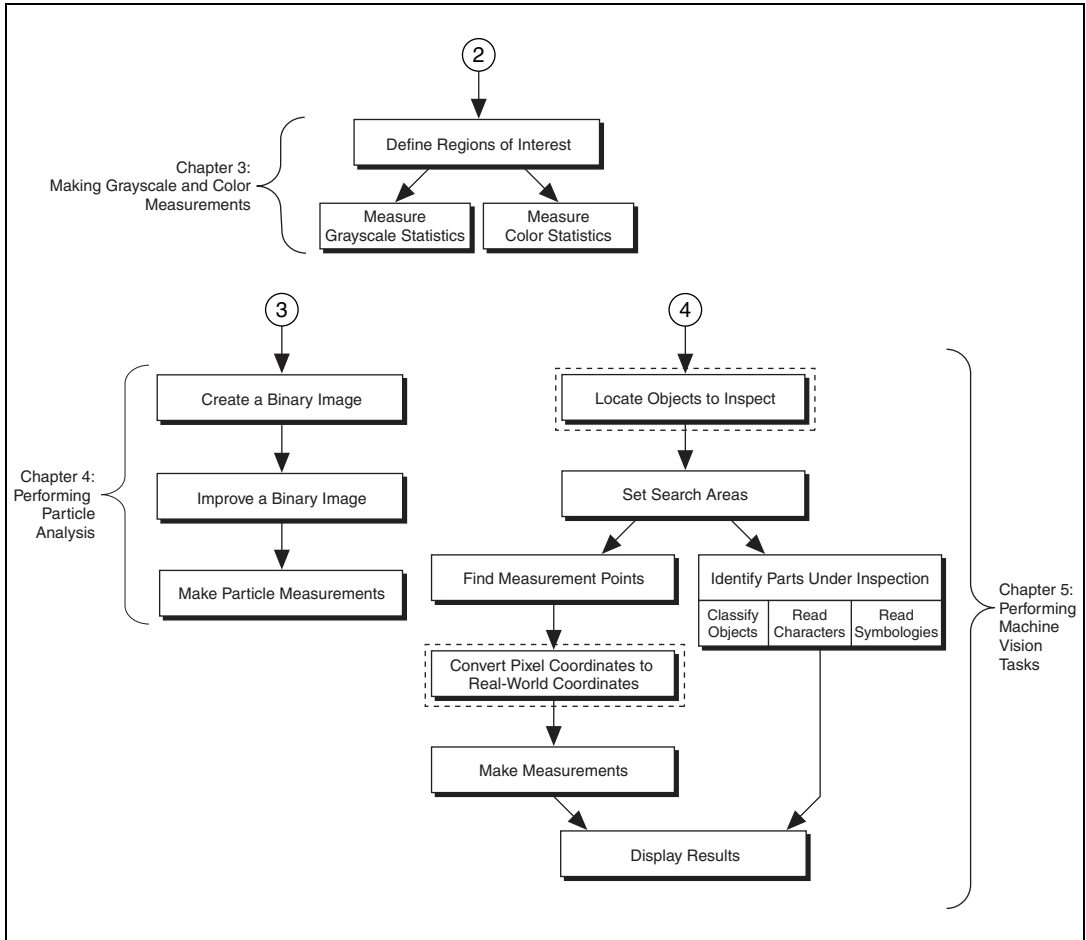 2
Define Regions of Interest
Chapter 3:
Making Grayscale and Color
Measurements
Measure
Grayscale Statistics
Measure
Color Statistics
3
Create a Binary Image
Improve a Binary Image
Make Particle Measurements
Chapter 4:
Performing
Particle
Analysis
4
Locate Objects to Inspect
Set Search Areas
Find Measurement Points
Identify Parts Under Inspection
Classify
Objects
Read
Characters
Read
Symbologies
Convert Pixel Coordinates to
Real-World Coordinates
Make Measurements
Display Results
Chapter 5:
Performing
Machine
Vision
Tasks